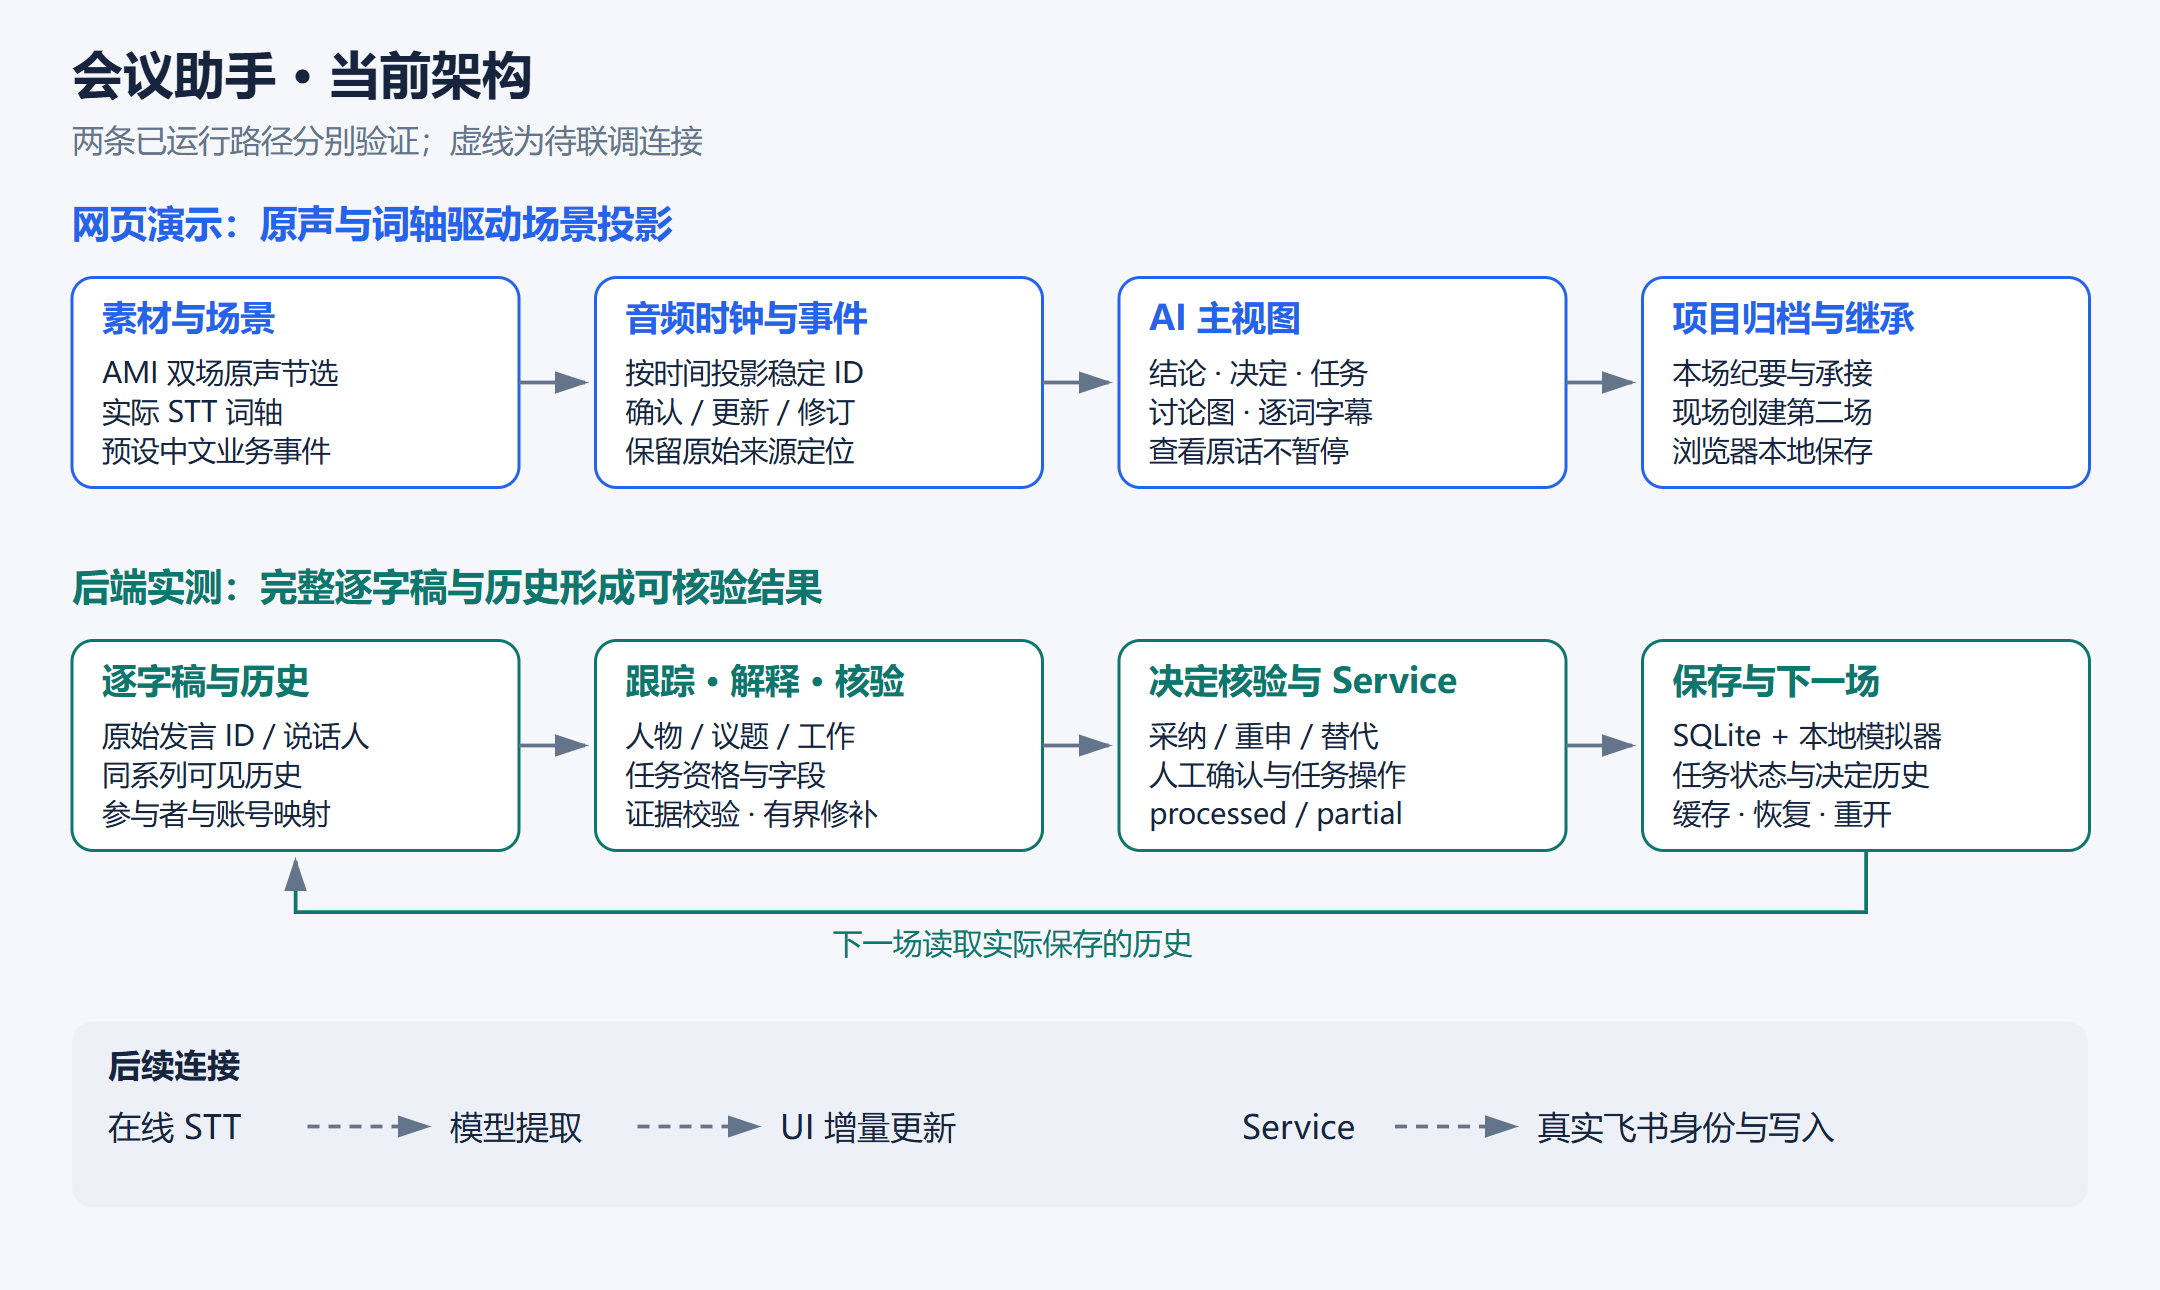 会议助手 · 当前架构
两条已运行路径分别验证；虚线为待联调连接
网页演示：原声与词轴驱动场景投影
素材与场景
AMI 双场原声节选
实际 STT 词轴
预设中文业务事件
音频时钟与事件
按时间投影稳定 ID
确认 / 更新 / 修订
保留原始来源定位
AI 主视图
结论 · 决定 · 任务
讨论图 · 逐词字幕
查看原话不暂停
项目归档与继承
本场纪要与承接
现场创建第二场
浏览器本地保存
后端实测：完整逐字稿与历史形成可核验结果
逐字稿与历史
原始发言 ID / 说话人
同系列可见历史
参与者与账号映射
跟踪 · 解释 · 核验
人物 / 议题 / 工作
任务资格与字段
证据校验 · 有界修补
决定核验与 Service
采纳 / 重申 / 替代
人工确认与任务操作
processed / partial
保存与下一场
SQLite + 本地模拟器
任务状态与决定历史
缓存 · 恢复 · 重开
下一场读取实际保存的历史
后续连接
在线 STT
模型提取
UI 增量更新
Service
真实飞书身份与写入